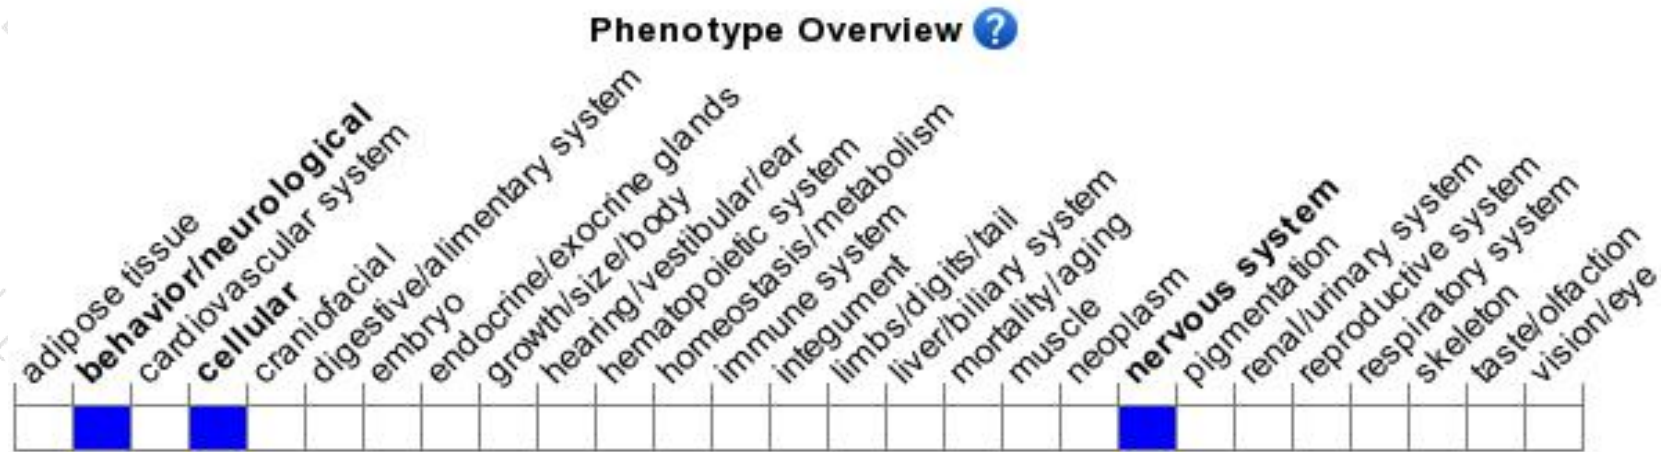 Phenotype Overview ?
adipose tissue
behavior/neurological
cardiovascular system
cellular
craniofacial
digestive/alimentary system
embryo
endocrine/exocrine glands
growth/size/body
hearing/vestibular/ear
hematopoietic system
homeostasis/metabolism
immune system
integument
limbs/digits/tail
liver/biliary system
mortality/aging
muscle
neoplasm
nervous system
pigmentation
renal/urinary system
reproductive system
respiratory system
skeleton
taste/olfaction
vision/eye